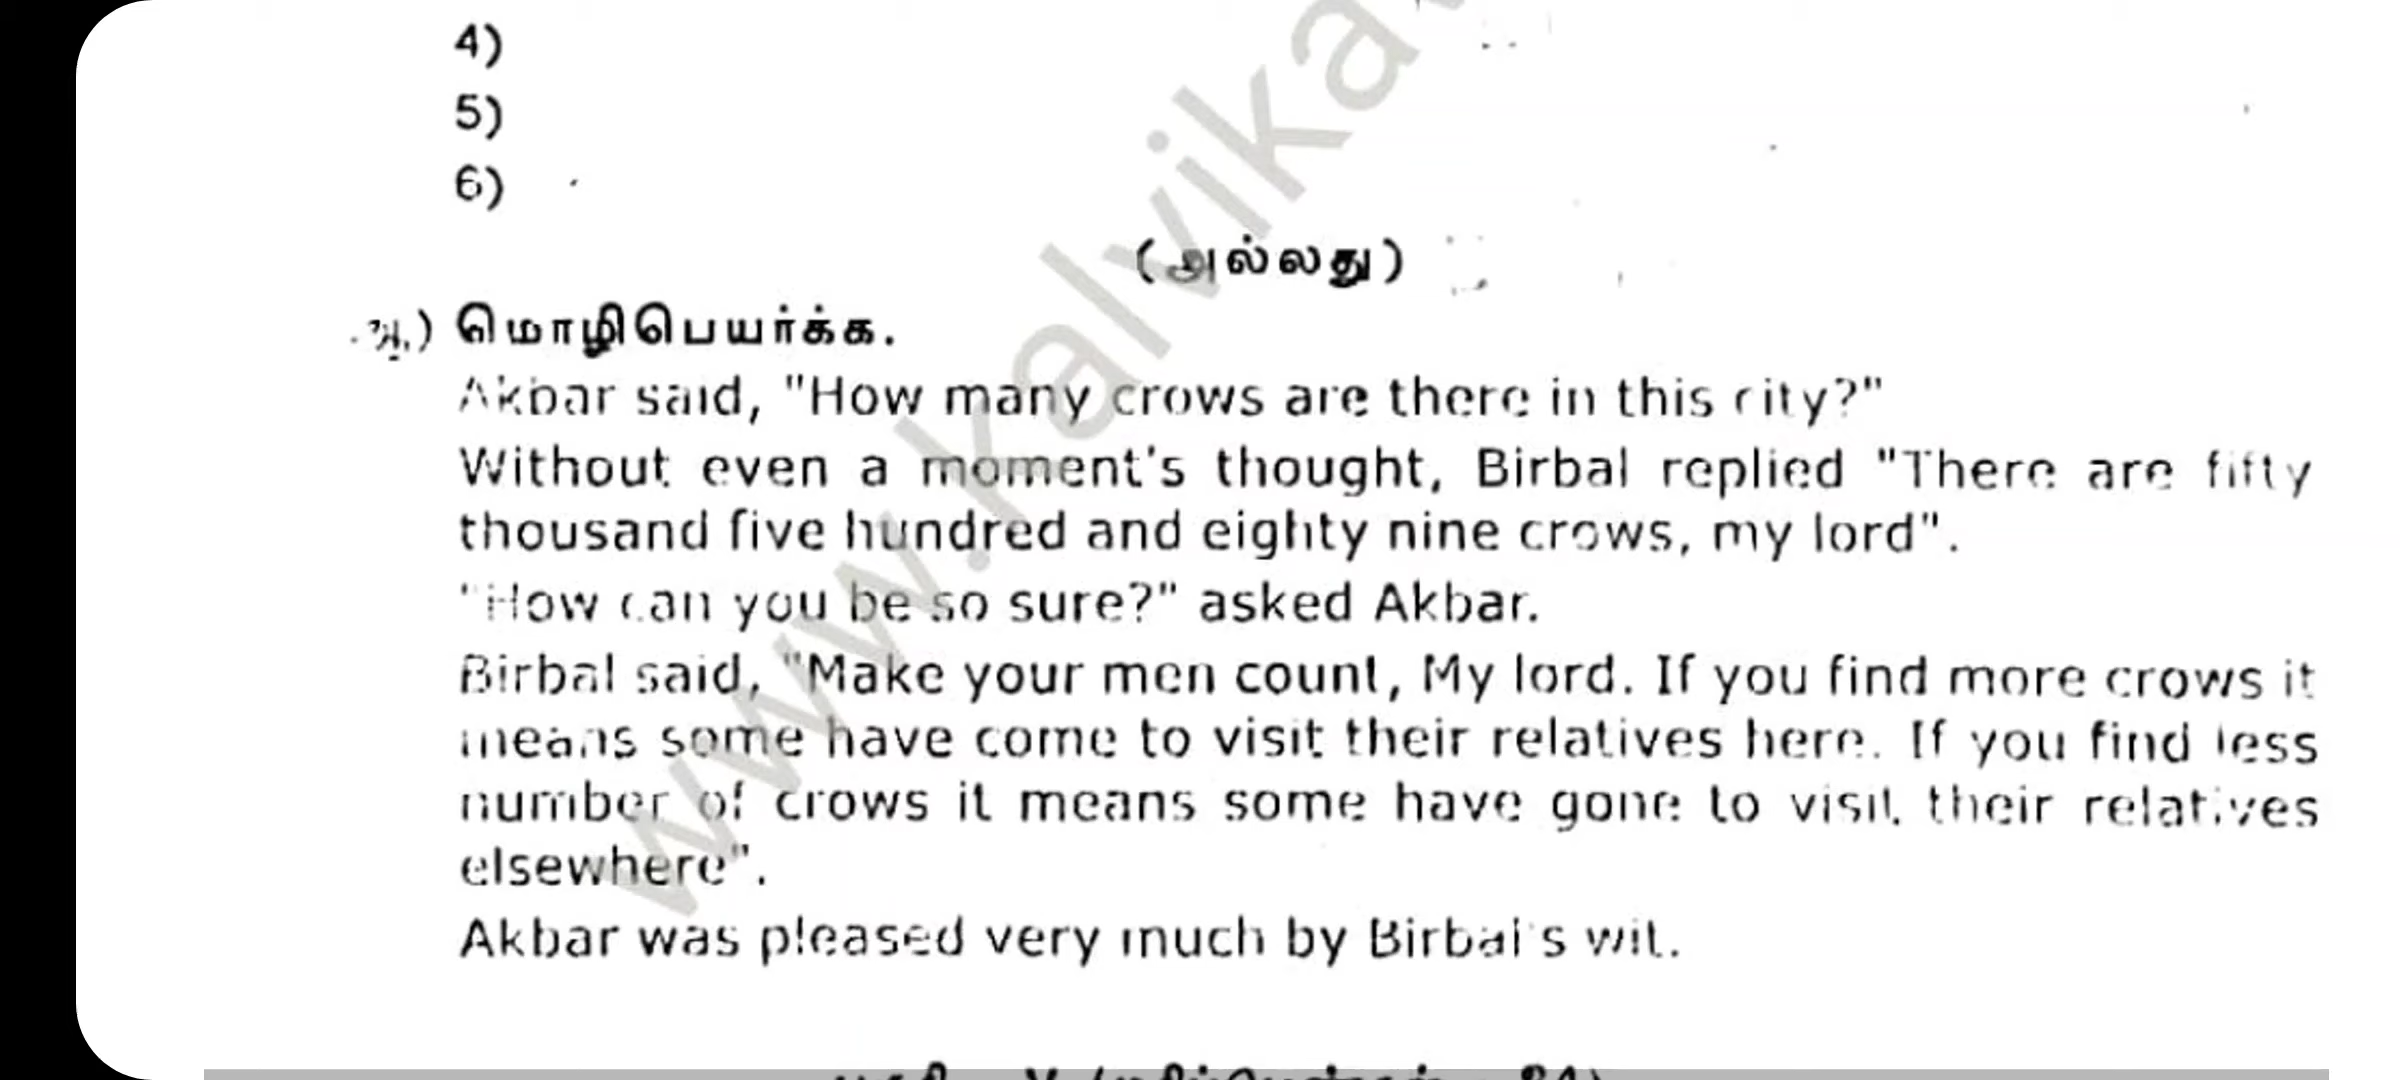 4)
5)
6)
(அல்லது)
ஆ) மொழிபெயர்க்க.
Akbar said, "How many crows are there in this city?"
Without even a moment's thought, Birbal replied "There are fifty
thousand five hundred and eighty nine crows, my lord".
"How can you be so sure?" asked Akbar.
Birbal said, "Make your men count, My lord. If you find more crows it
means some have come to visit their relatives here. If you find less
number of crows it means some have gone to visit their relatives
elsewhere".
Akbar was pleased very much by Birbal's wit.
www.kalvika